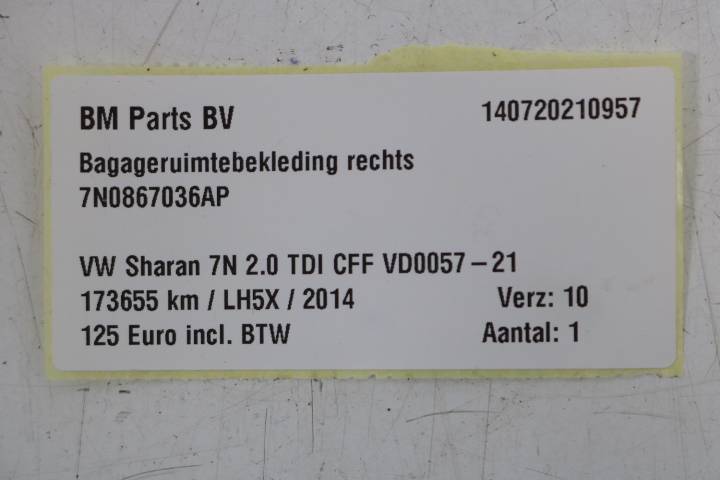 BM Parts BV 140720210957
Bagageruimtebekleding rechts
7N0867036AP
VW Sharan 7N 2.0 TDI CFF VD0057-21
173655 km / LH5X / 2014 Verz: 10
125 Euro incl. BTW Aantal: 1